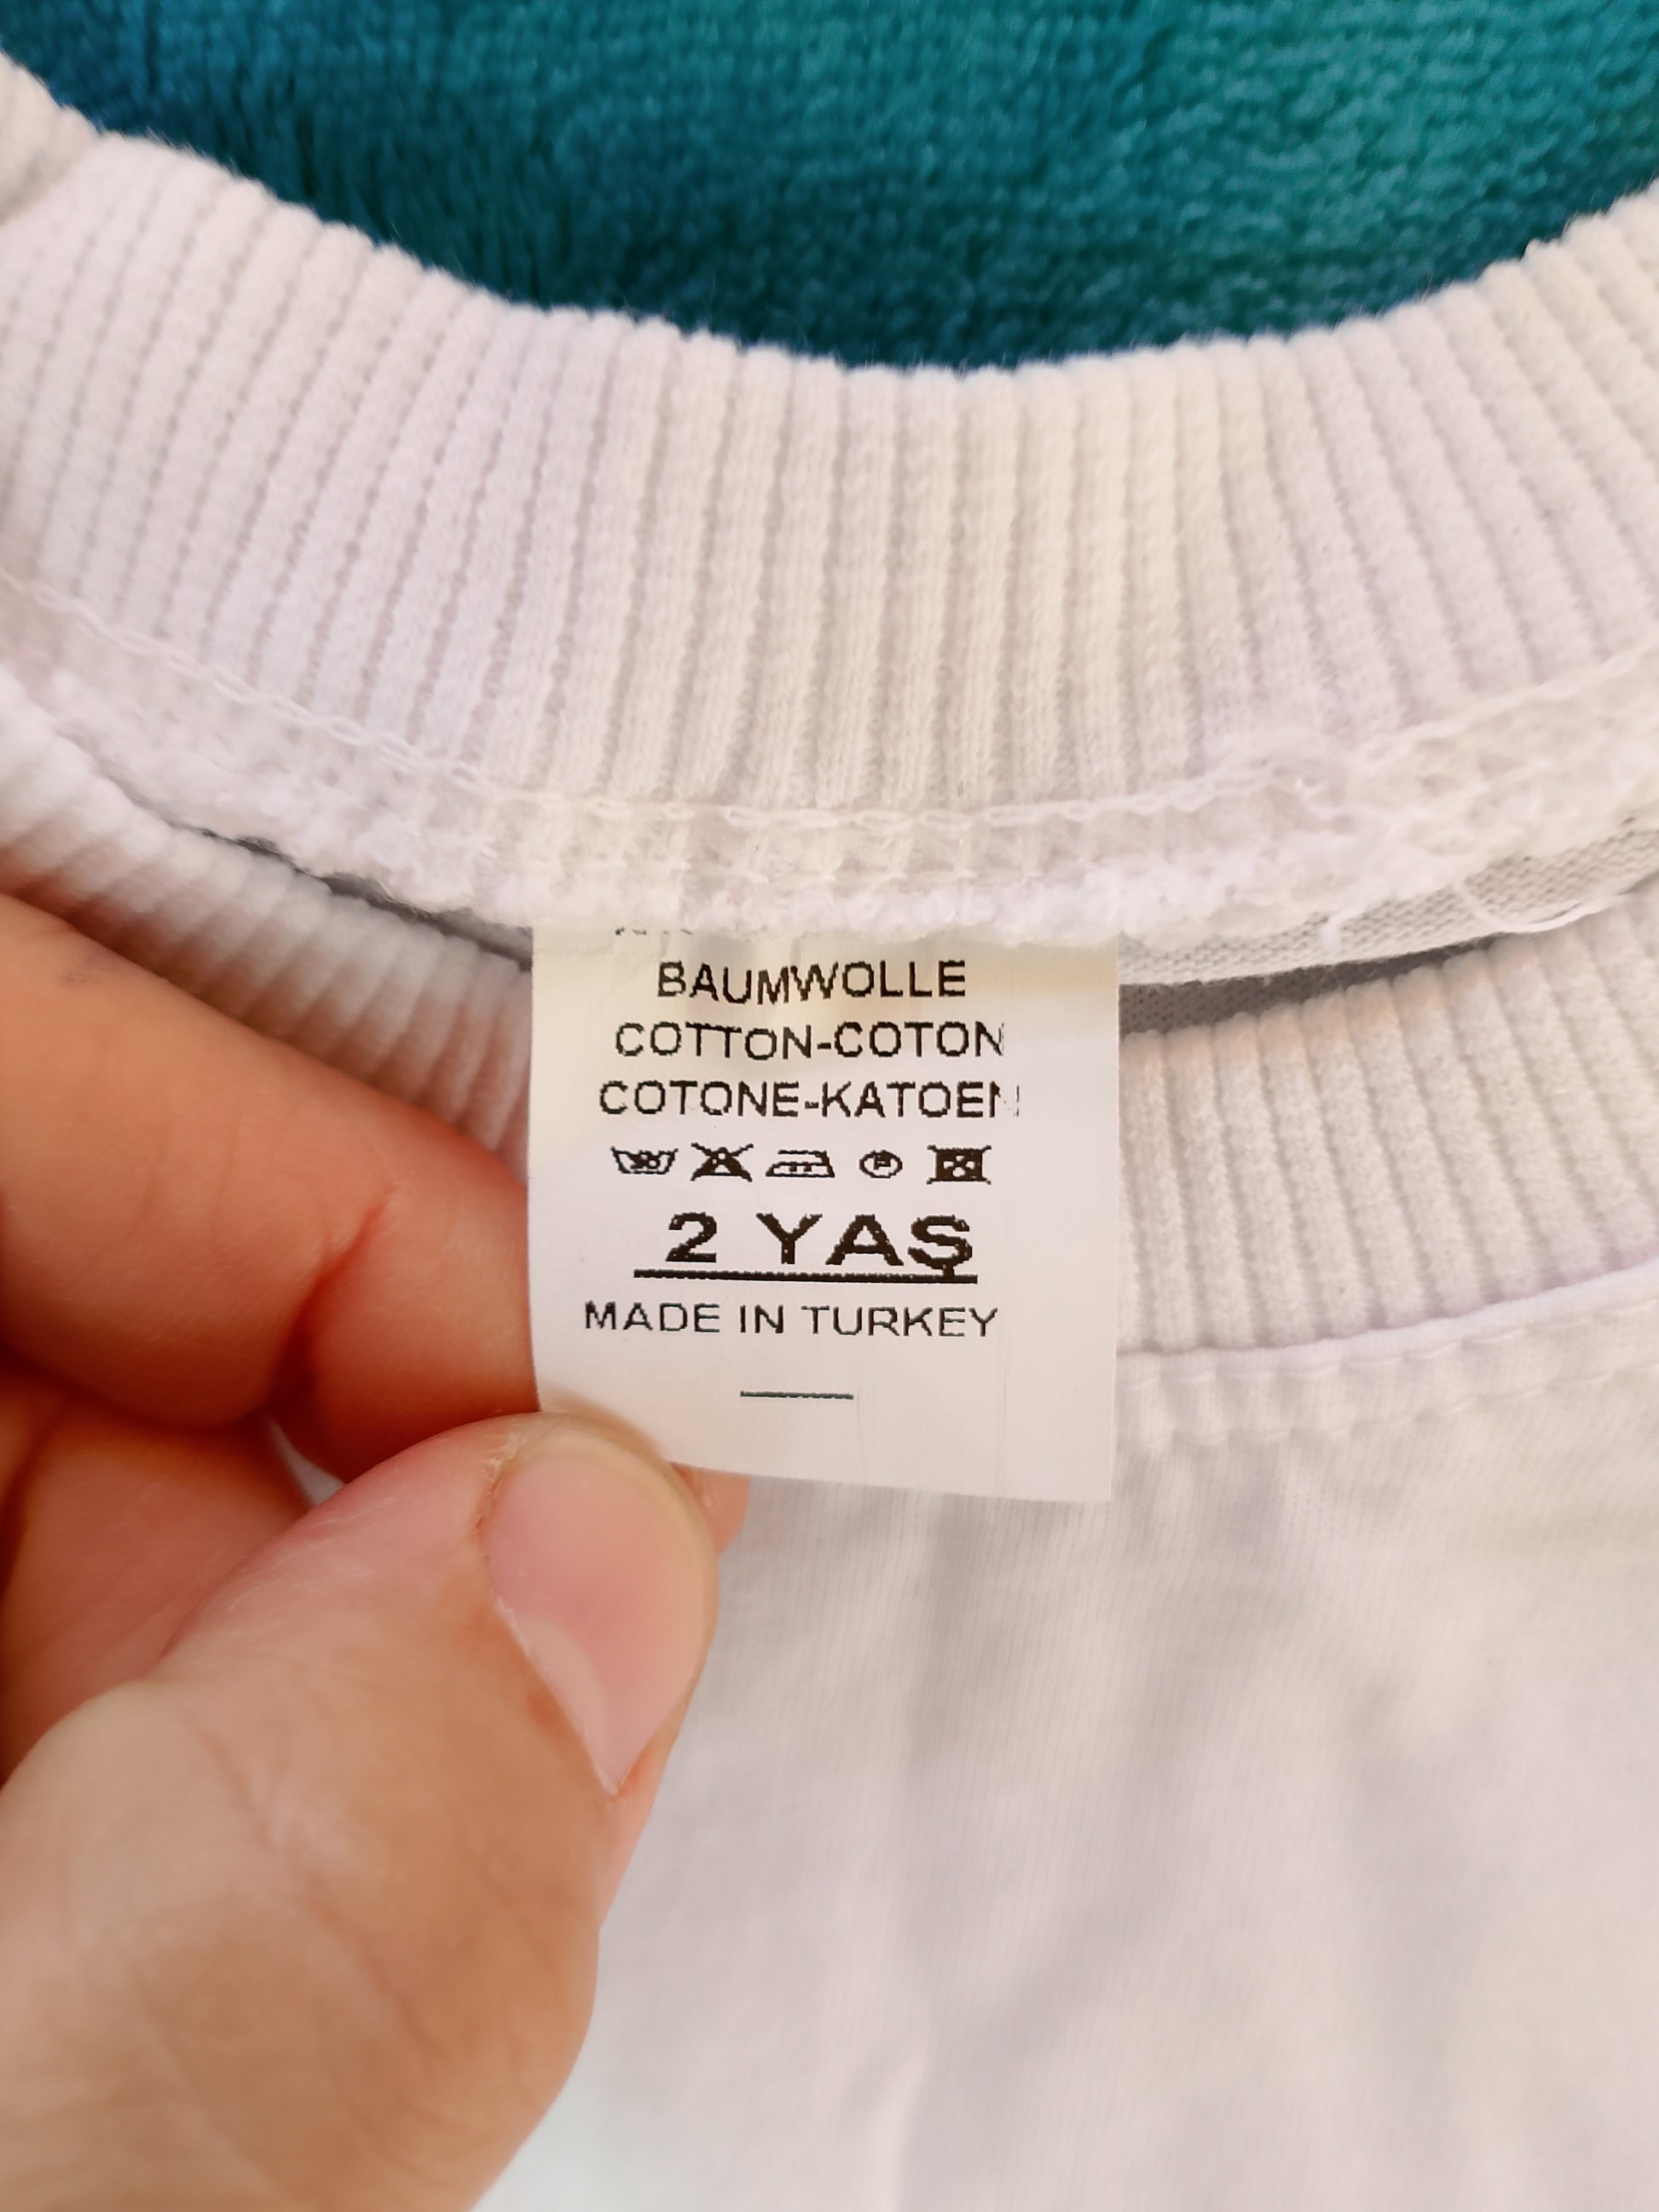 BAUMWOLLE
COTTON-COTON
COTONE-KATOEN
2 YAŞ
MADE IN TURKEY